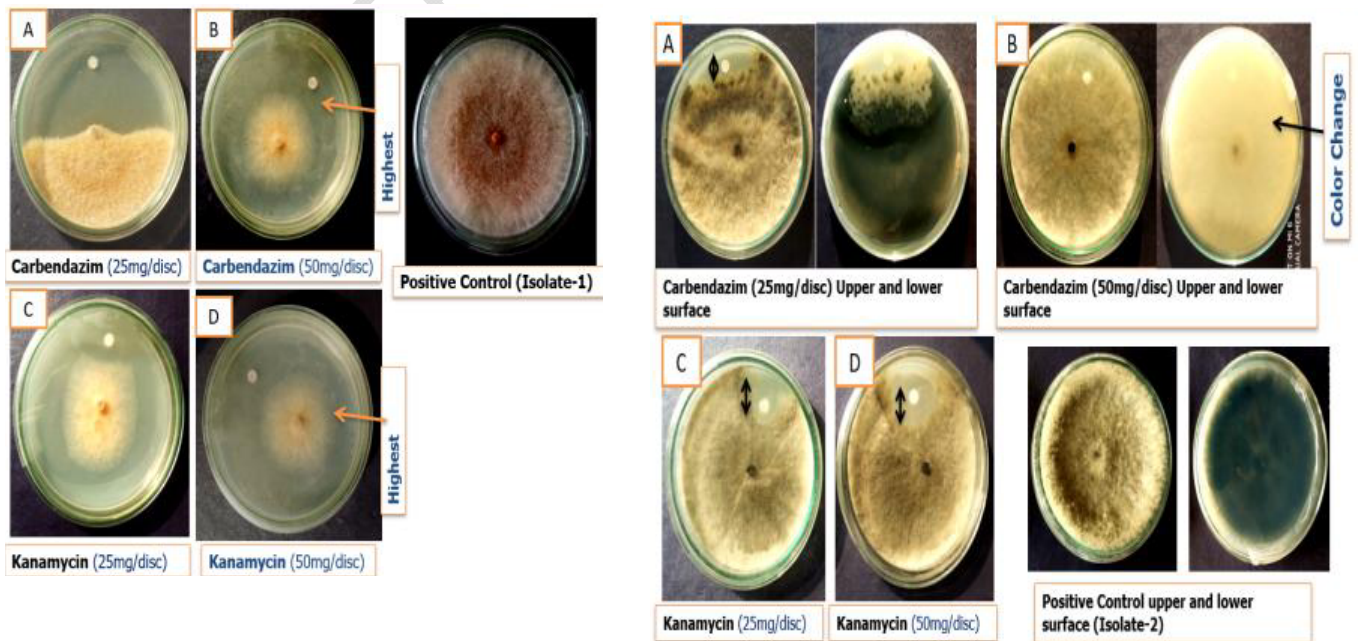 A
B
Highest
Carbendazim (25mg/disc)
Carbendazim (50mg/disc)
Positive Control (Isolate-1)
C
D
Highest
Kanamycin (25mg/disc)
Kanamycin (50mg/disc)
A
B
Color Change
Carbendazim (25mg/disc) Upper and lower
surface
Carbendazim (50mg/disc) Upper and lower
surface
C
D
Kanamycin (25mg/disc)
Kanamycin (50mg/disc)
Positive Control upper and lower
surface (Isolate-2)